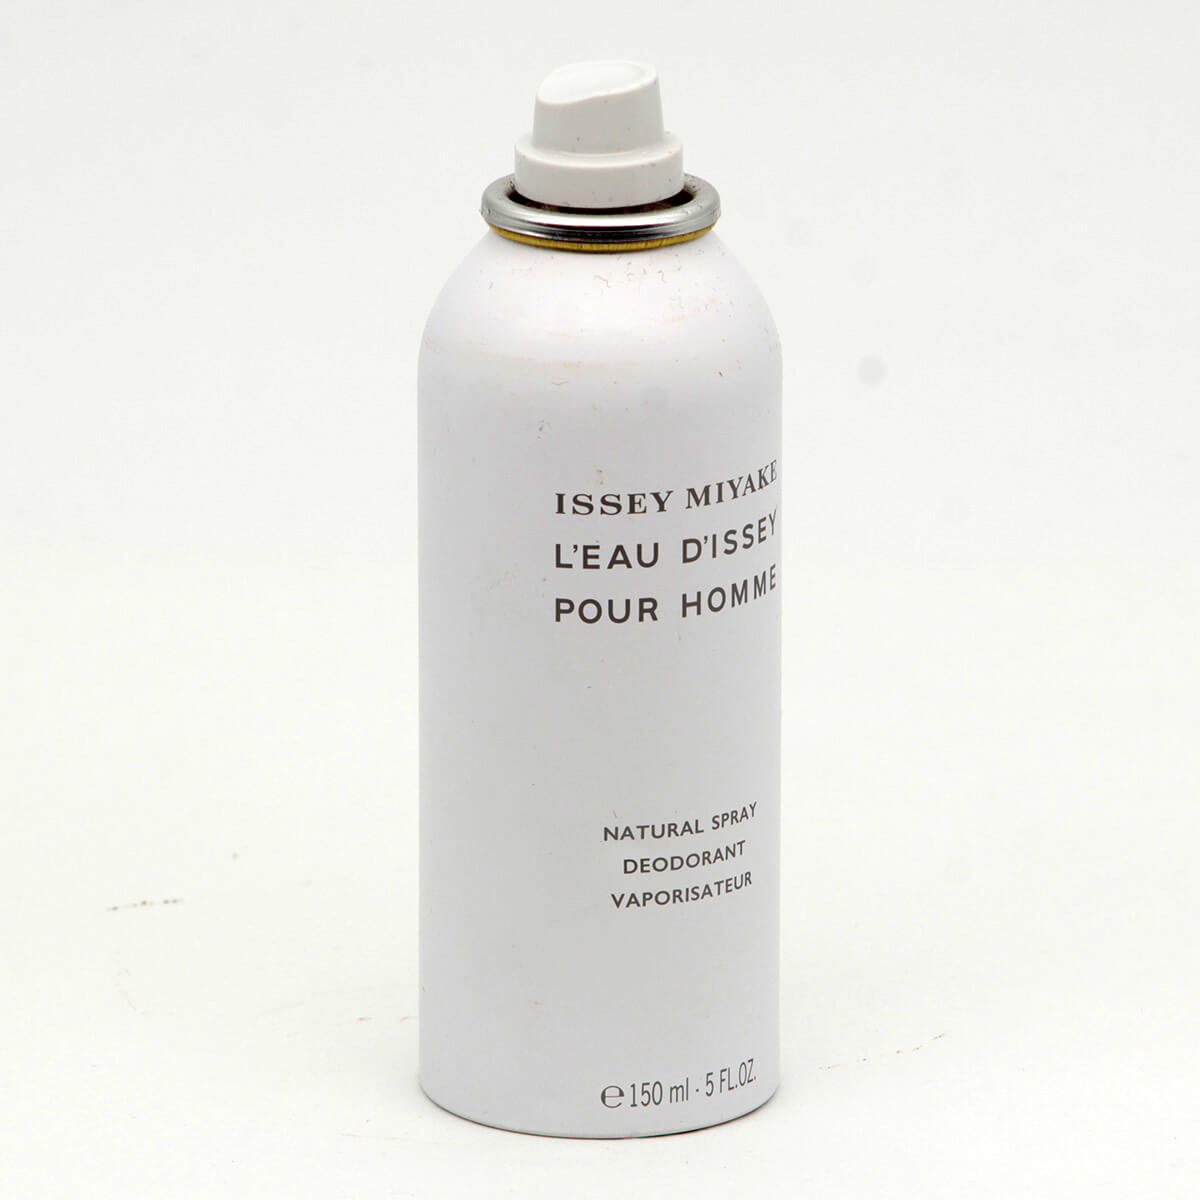 ISSEY MIYAKE
L'EAU D'ISSEY
POUR HOMME
NATURAL SPRAY
DEODORANT
VAPORISATEUR
℮ 150 ml · 5 FL.OZ.